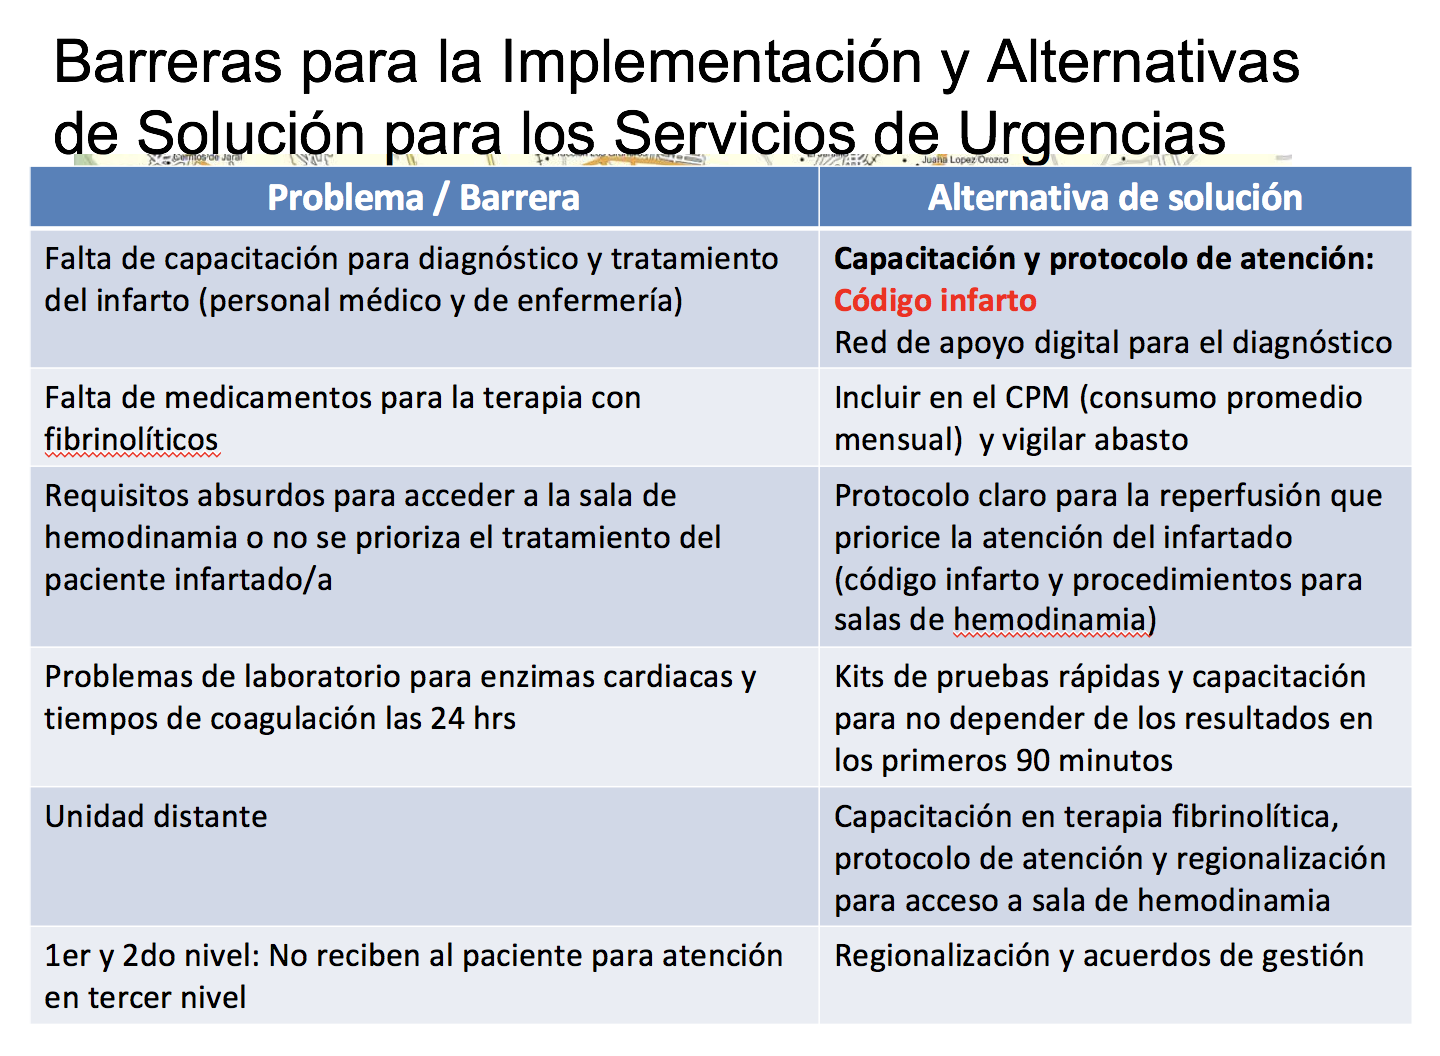 Barreras para la Implementación y Alternativas
de Solución para los Servicios de Urgencias
Cerritos de Jaral
Juana Lopez Orozco
Problema / Barrera
Alternativa de solución
Falta de capacitación para diagnóstico y tratamiento
del infarto (personal médico y de enfermería)
Capacitación y protocolo de atención:
Código infarto
Red de apoyo digital para el diagnóstico
Falta de medicamentos para la terapia con
fibrinolíticos
Incluir en el CPM (consumo promedio
mensual)  y vigilar abasto
Requisitos absurdos para acceder a la sala de
hemodinamia o no se prioriza el tratamiento del
paciente infartado/a
Protocolo claro para la reperfusión que
priorice la atención del infartado
(código infarto y procedimientos para
salas de hemodinamia)
Problemas de laboratorio para enzimas cardiacas y
tiempos de coagulación las 24 hrs
Kits de pruebas rápidas y capacitación
para no depender de los resultados en
los primeros 90 minutos
Unidad distante
Capacitación en terapia fibrinolítica,
protocolo de atención y regionalización
para acceso a sala de hemodinamia
1er y 2do nivel: No reciben al paciente para atención
en tercer nivel
Regionalización y acuerdos de gestión